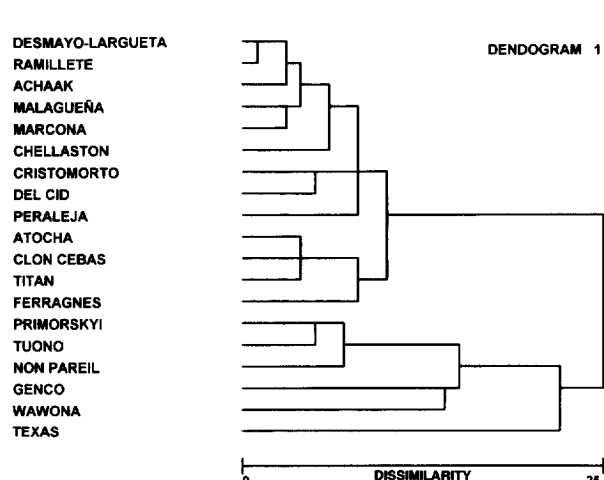 DESMAYO-LARGUETA
DENDOGRAM 1
RAMILLETE
ACHAAK
MALAGUEÑA
MARCONA
CHELLASTON
CRISTOMORTO
DEL CID
PERALEJA
ATOCHA
CLON CEBAS
TITAN
FERRAGNES
PRIMORSKYI
TUONO
NON PAREIL
GENCO
WAWONA
TEXAS
0 DISSIMILARITY 25